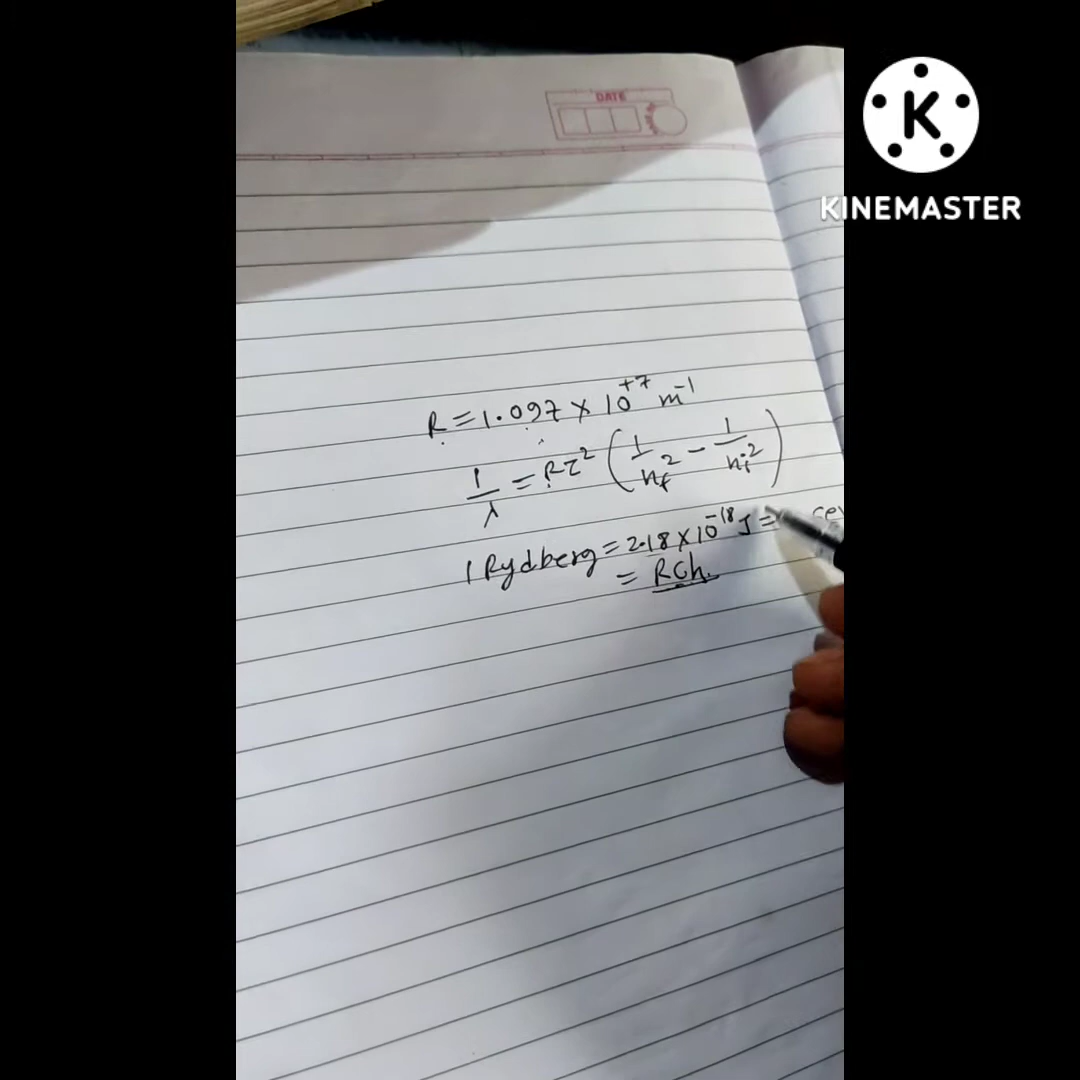 DATE
K
KINEMASTER
R = 1.097 × 10⁺⁷ m⁻¹
1/λ = RZ² (1/n_f² − 1/n_i²)
1 Rydberg = 2.18 × 10⁻¹⁸ J =
= RCh.